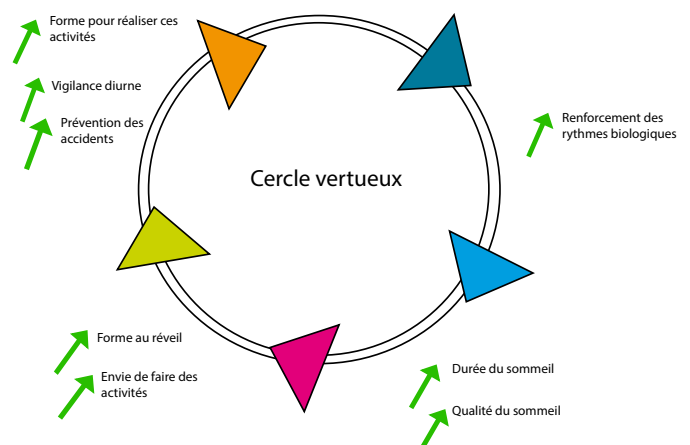 Forme pour réaliser ces
activités
Vigilance diurne
Prévention des
accidents
Renforcement des
rythmes biologiques
Cercle vertueux
Forme au réveil
Envie de faire des
activités
Durée du sommeil
Qualité du sommeil